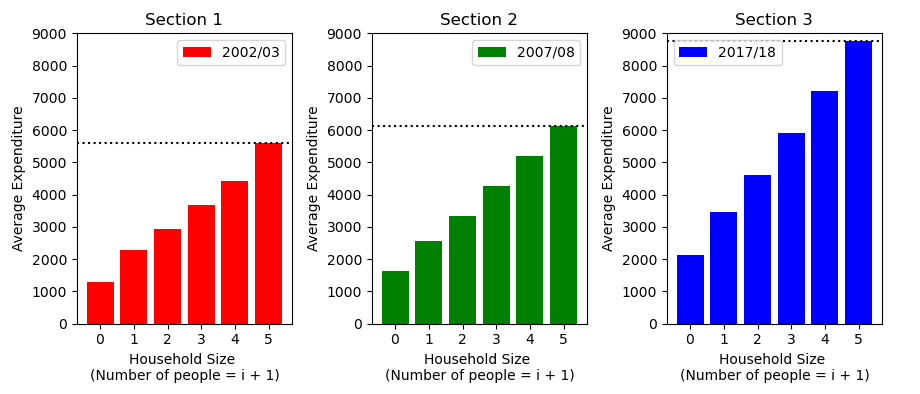 Section 1
9000
8000
7000
6000
5000
4000
3000
2000
1000
0
Average Expenditure
2002/03
0 1 2 3 4 5
Household Size
(Number of people = i + 1)
Section 2
9000
8000
7000
6000
5000
4000
3000
2000
1000
0
Average Expenditure
2007/08
0 1 2 3 4 5
Household Size
(Number of people = i + 1)
Section 3
9000
8000
7000
6000
5000
4000
3000
2000
1000
0
Average Expenditure
2017/18
0 1 2 3 4 5
Household Size
(Number of people = i + 1)